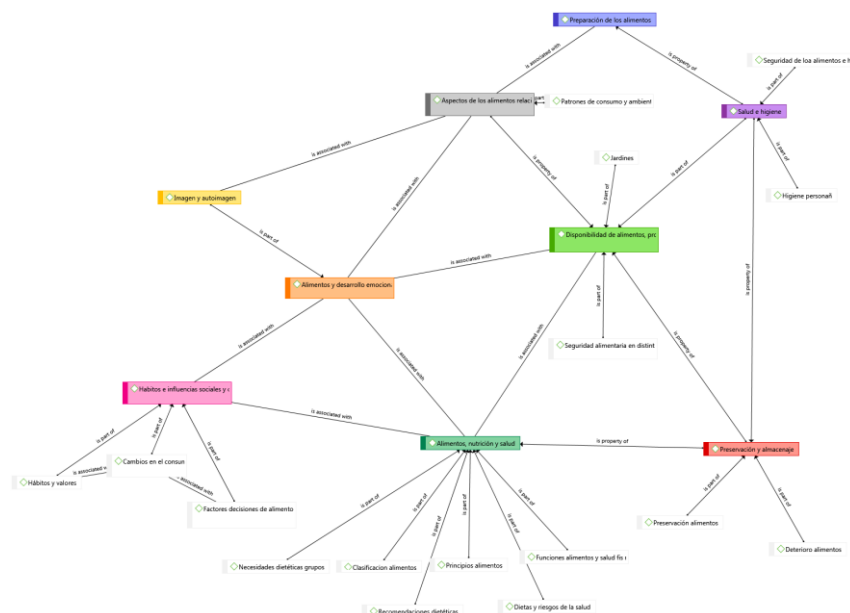 Preparación de los alimentos
is associated with
is property of
Seguridad de loa alimentos e h
is part of
Aspectos de los alimentos relaci
part
Patrones de consumo y ambient
Salud e higiene
is associated with
is property of
Jardines
is part of
is part of
is part of
is associated with
Higiene personañ
Imagen y autoimagen
is part of
Disponibilidad de alimentos, pro
is associated with
is property of
Alimentos y desarrollo emocion
is part of
is property of
is associated with
is associated with
is associated with
Seguridad alimentaria en distint
Habitos e influencias sociales y c
is associated with
is part of
is part of
is part of
Alimentos, nutrición y salud
is property of
Preservación y almacenaje
Cambios en el consun
is associated with
Hábitos y valores
is associated with
Factores decisiones de alimento
is part of
is part of
is part of
is part of
is part of
is part of
is part of
is part of
Preservación alimentos
Deterioro alimentos
Necesidades dietéticas grupos
Clasificacion alimentos
Principios alimentos
Funciones alimentos y salud fis
Recomendaciones dietéticas
Dietas y riesgos de la salud